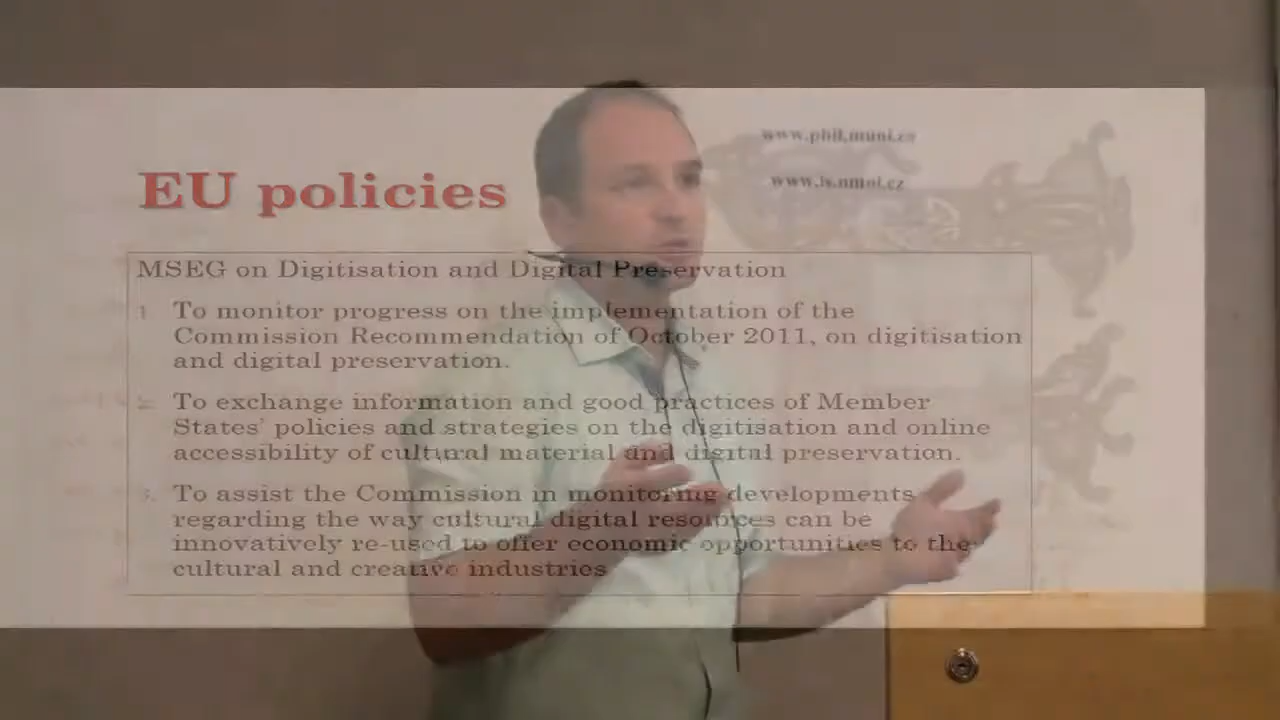 www.phil.muni.cz
www.is.muni.cz
EU policies
MSEG on Digitisation and Digital Preservation
1. To monitor progress on the implementation of the
Commission Recommendation of October 2011, on digitisation
and digital preservation.
2. To exchange information and good practices of Member
States' policies and strategies on the digitisation and online
accessibility of cultural material and digital preservation.
3. To assist the Commission in monitoring developments
regarding the way cultural digital resources can be
innovatively re-used to offer economic opportunities to the
cultural and creative industries